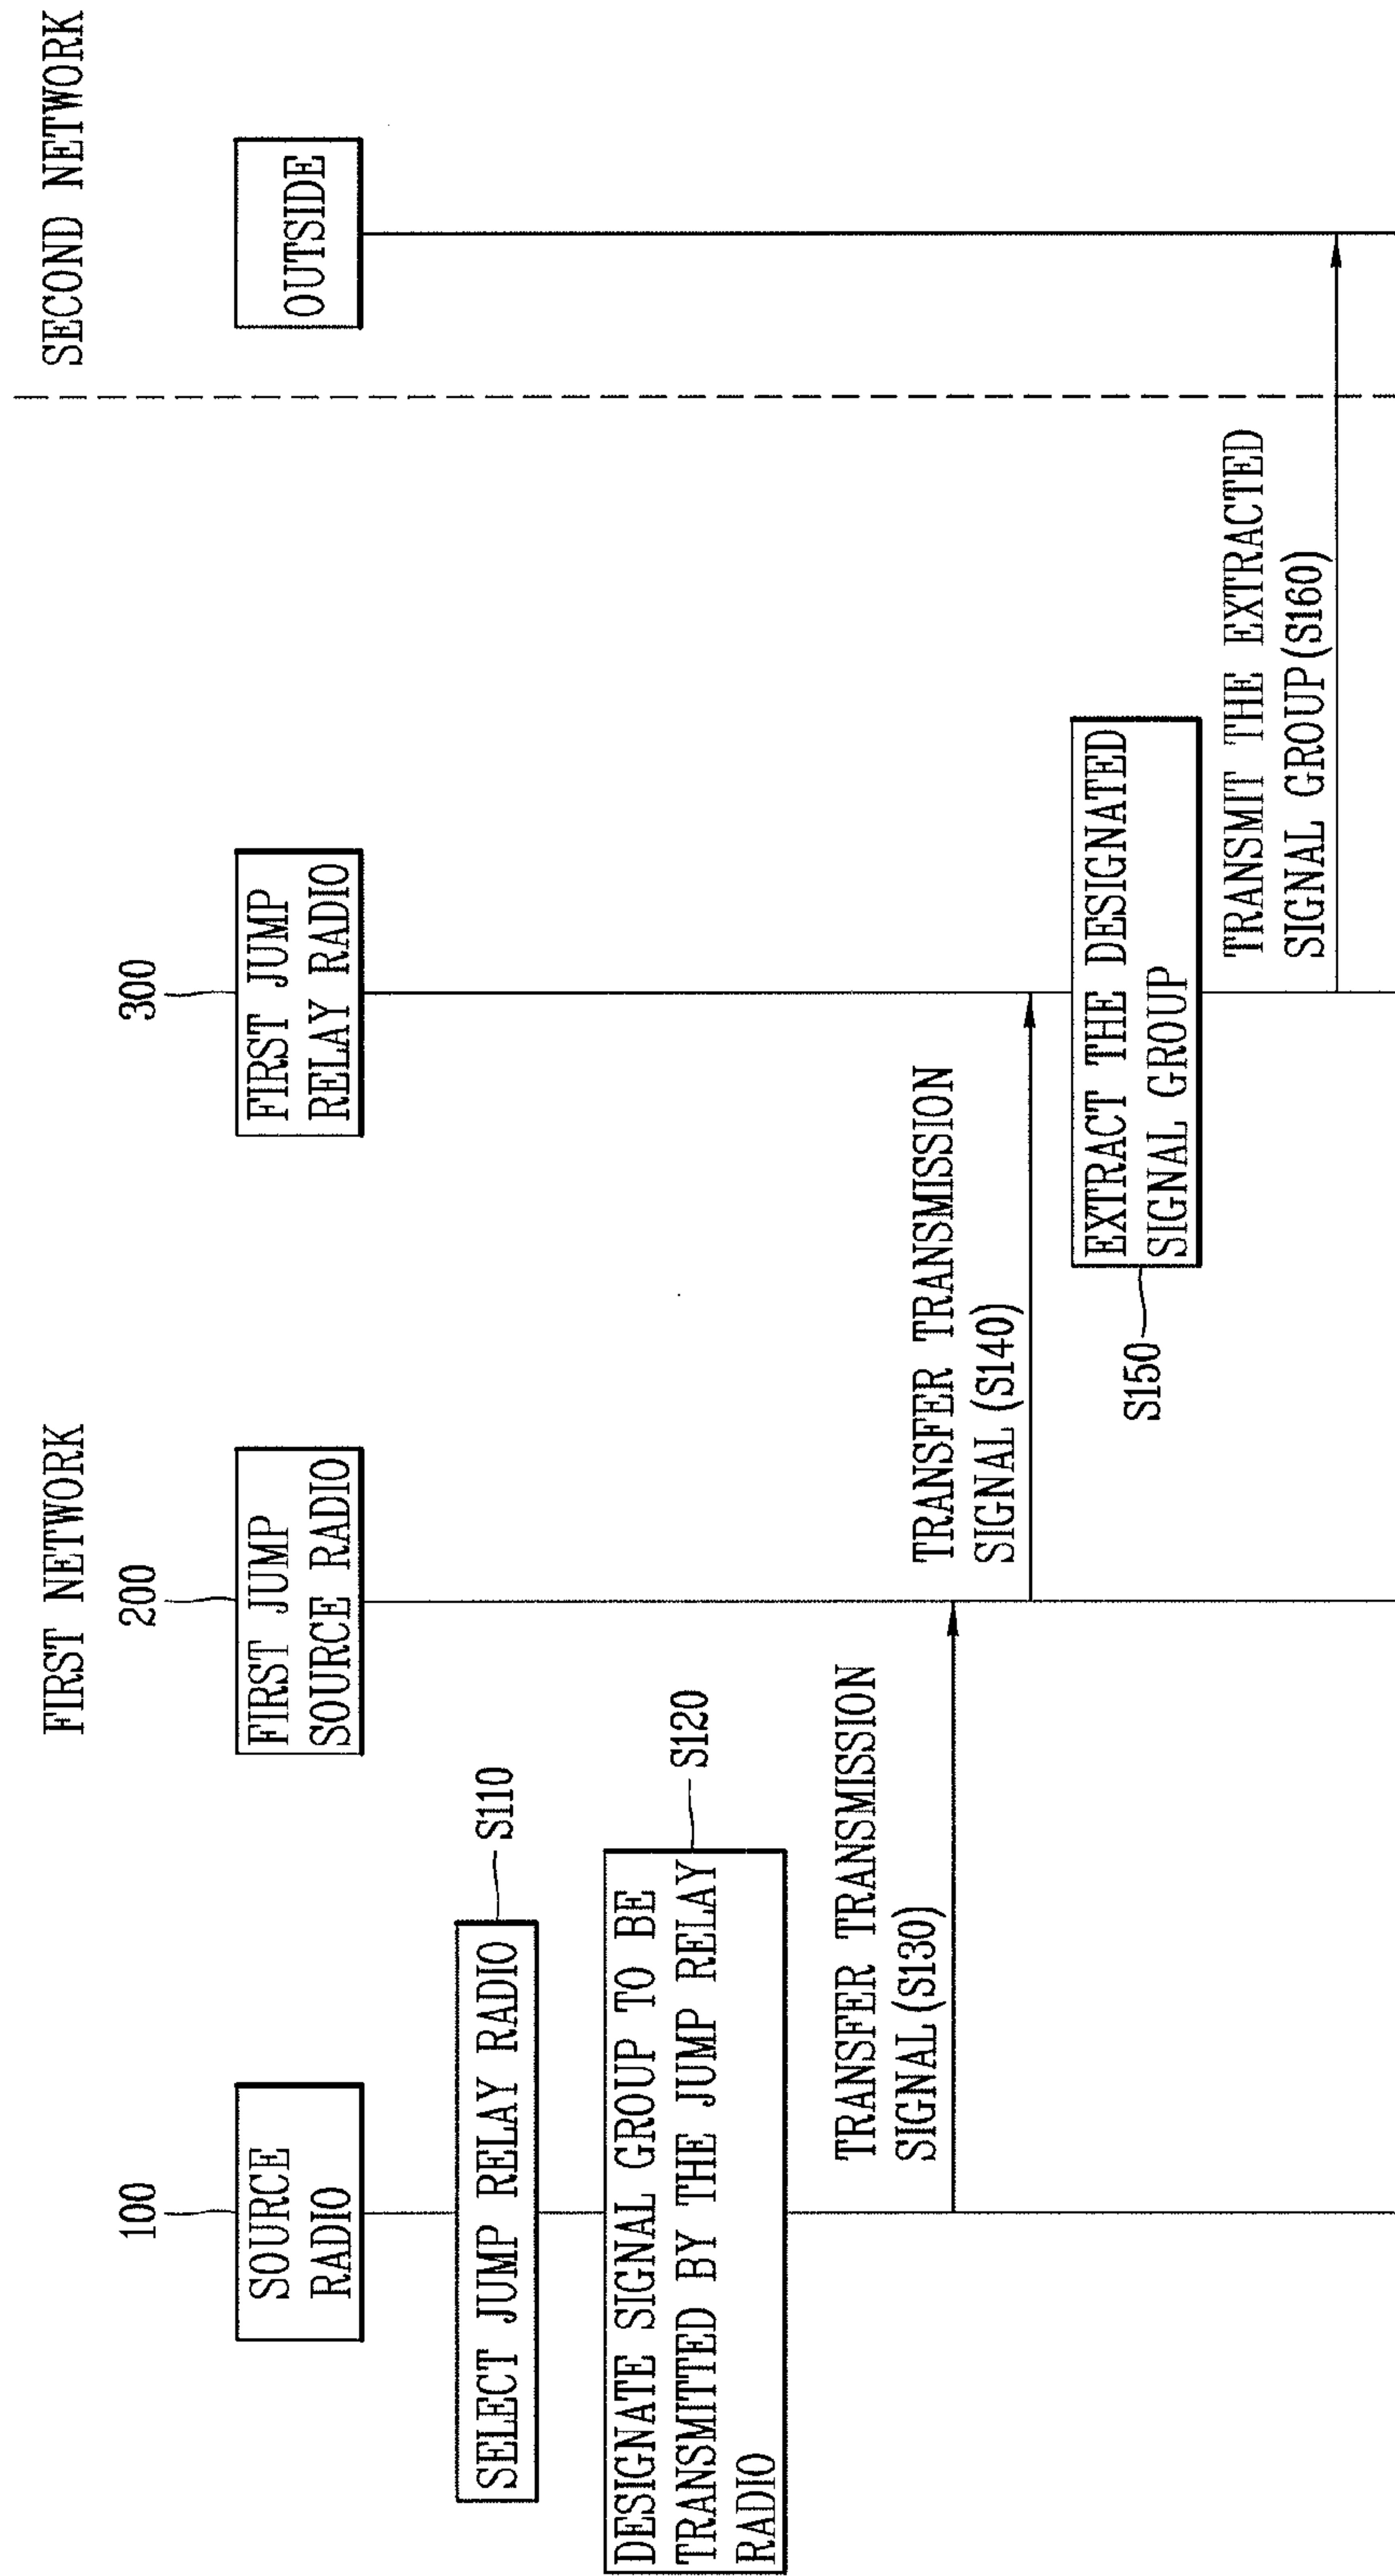 FIRST NETWORK
SECOND NETWORK
100
200
300
SOURCE
RADIO
FIRST JUMP
SOURCE RADIO
FIRST JUMP
RELAY RADIO
OUTSIDE
SELECT JUMP RELAY RADIO
S110
DESIGNATE SIGNAL GROUP TO BE
TRANSMITTED BY THE JUMP RELAY
RADIO
S120
TRANSFER TRANSMISSION
SIGNAL(S130)
TRANSFER TRANSMISSION
SIGNAL (S140)
EXTRACT THE DESIGNATED
SIGNAL GROUP
S150
TRANSMIT THE EXTRACTED
SIGNAL GROUP(S160)